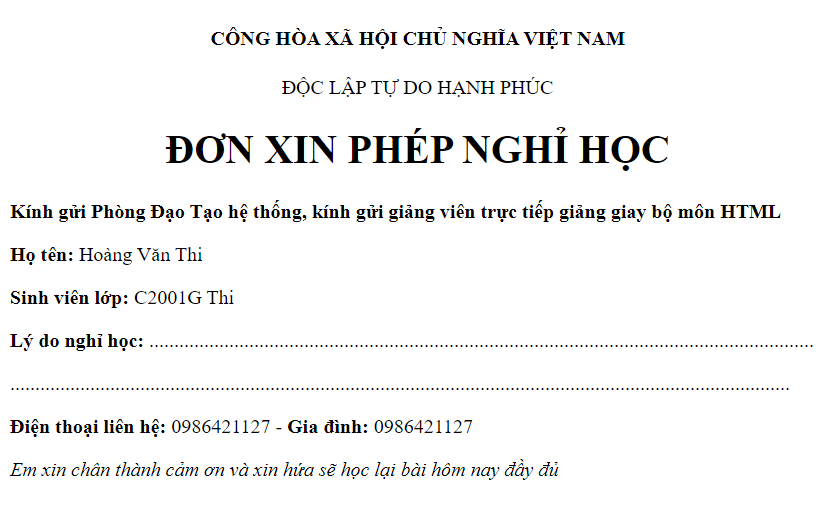 CÔNG HÒA XÃ HỘI CHỦ NGHĨA VIỆT NAM
ĐỘC LẬP TỰ DO HẠNH PHÚC
ĐƠN XIN PHÉP NGHỈ HỌC
Kính gửi Phòng Đạo Tạo hệ thống, kính gửi giảng viên trực tiếp giảng giay bộ môn HTML
Họ tên: Hoàng Văn Thi
Sinh viên lớp: C2001G Thi
Lý do nghỉ học: .....................................................................................................................................
............................................................................................................................................................
Điện thoại liên hệ: 0986421127 - Gia đình: 0986421127
Em xin chân thành cảm ơn và xin hứa sẽ học lại bài hôm nay đầy đủ